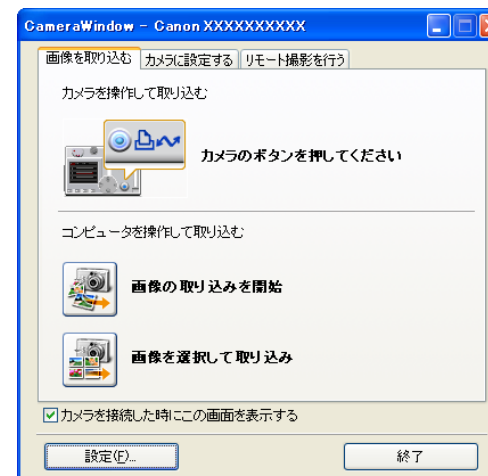 CameraWindow - Canon XXXXXXXXXX
画像を取り込む カメラに設定する リモート撮影を行う
カメラを操作して取り込む
カメラのボタンを押してください
コンピュータを操作して取り込む
画像の取り込みを開始
画像を選択して取り込み
カメラを接続した時にこの画面を表示する
設定(F)... 終了